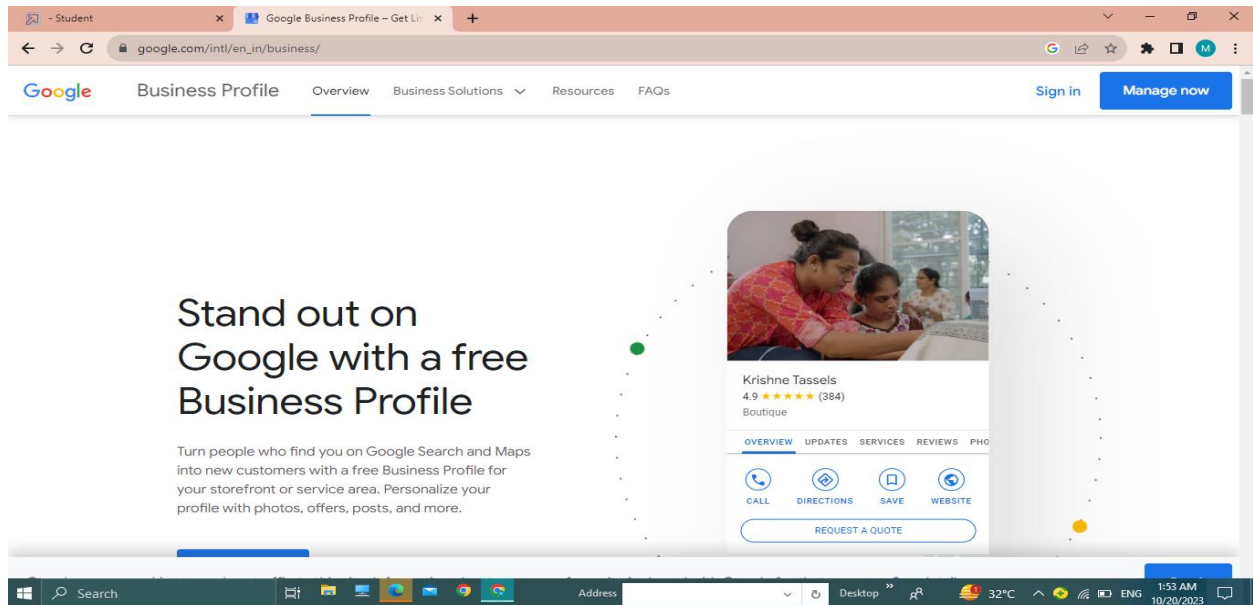 - Student
Google Business Profile – Get Li
google.com/intl/en_in/business/
M
Google Business Profile Overview Business Solutions Resources FAQs Sign in Manage now
Stand out on
Google with a free
Business Profile
Turn people who find you on Google Search and Maps
into new customers with a free Business Profile for
your storefront or service area. Personalize your
profile with photos, offers, posts, and more.
Krishne Tassels
4.9 ★★★★★ (384)
Boutique
OVERVIEW UPDATES SERVICES REVIEWS PHO
CALL DIRECTIONS SAVE WEBSITE
REQUEST A QUOTE
Search Address Desktop 32°C ENG 1:53 AM
10/20/2023